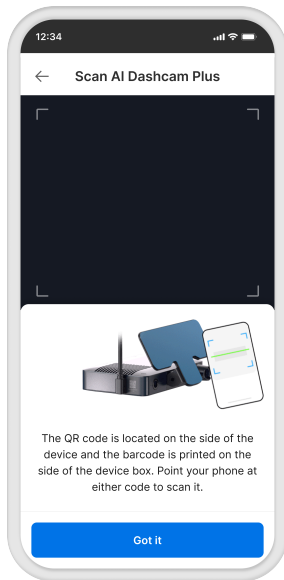 12:34
Scan AI Dashcam Plus
The QR code is located on the side of the
device and the barcode is printed on the
side of the device box. Point your phone at
either code to scan it.
Got it